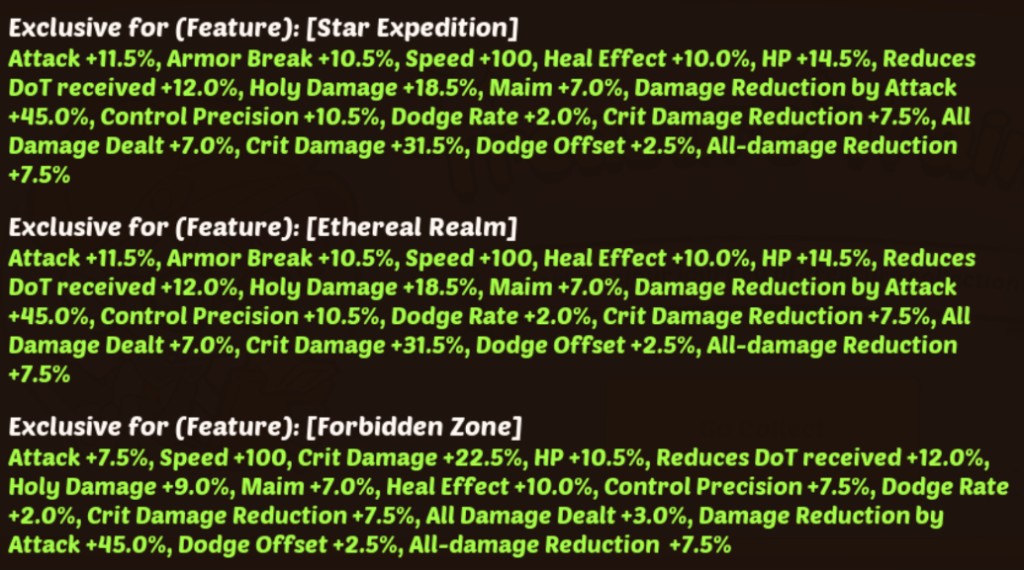 Exclusive for (Feature): [Star Expedition]
Attack +11.5%, Armor Break +10.5%, Speed +100, Heal Effect +10.0%, HP +14.5%, Reduces
DoT received +12.0%, Holy Damage +18.5%, Maim +7.0%, Damage Reduction by Attack
+45.0%, Control Precision +10.5%, Dodge Rate +2.0%, Crit Damage Reduction +7.5%, All
Damage Dealt +7.0%, Crit Damage +31.5%, Dodge Offset +2.5%, All-damage Reduction
+7.5%
Exclusive for (Feature): [Ethereal Realm]
Attack +11.5%, Armor Break +10.5%, Speed +100, Heal Effect +10.0%, HP +14.5%, Reduces
DoT received +12.0%, Holy Damage +18.5%, Maim +7.0%, Damage Reduction by Attack
+45.0%, Control Precision +10.5%, Dodge Rate +2.0%, Crit Damage Reduction +7.5%, All
Damage Dealt +7.0%, Crit Damage +31.5%, Dodge Offset +2.5%, All-damage Reduction
+7.5%
Exclusive for (Feature): [Forbidden Zone]
Attack +7.5%, Speed +100, Crit Damage +22.5%, HP +10.5%, Reduces DoT received +12.0%,
Holy Damage +9.0%, Maim +7.0%, Heal Effect +10.0%, Control Precision +7.5%, Dodge Rate
+2.0%, Crit Damage Reduction +7.5%, All Damage Dealt +3.0%, Damage Reduction by
Attack +45.0%, Dodge Offset +2.5%, All-damage Reduction +7.5%